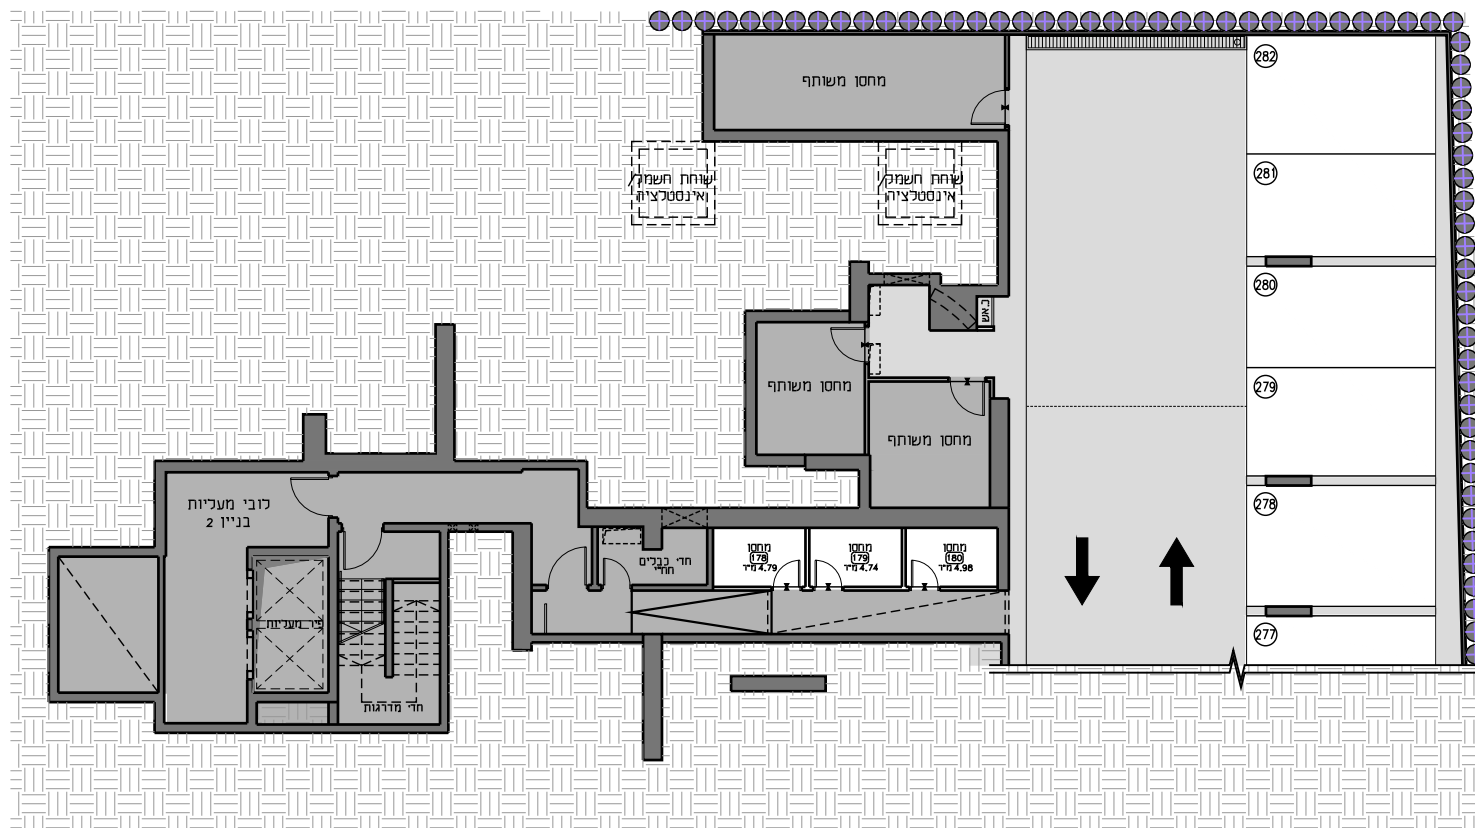 282
מחסן משותף
281
שוחת חשמל/
אינסטלציה
שוחת חשמל/
אינסטלציה
280
כ.אש
מחסן משותף
279
מחסן משותף
לובי מעליות
בניין 2
278
חדר כבלים
מחסן
(178)
4.79 מ״ר
מחסן
(179)
4.74 מ״ר
מחסן
(180)
4.98 מ״ר
פיר מעליות
277
חדר מדרגות